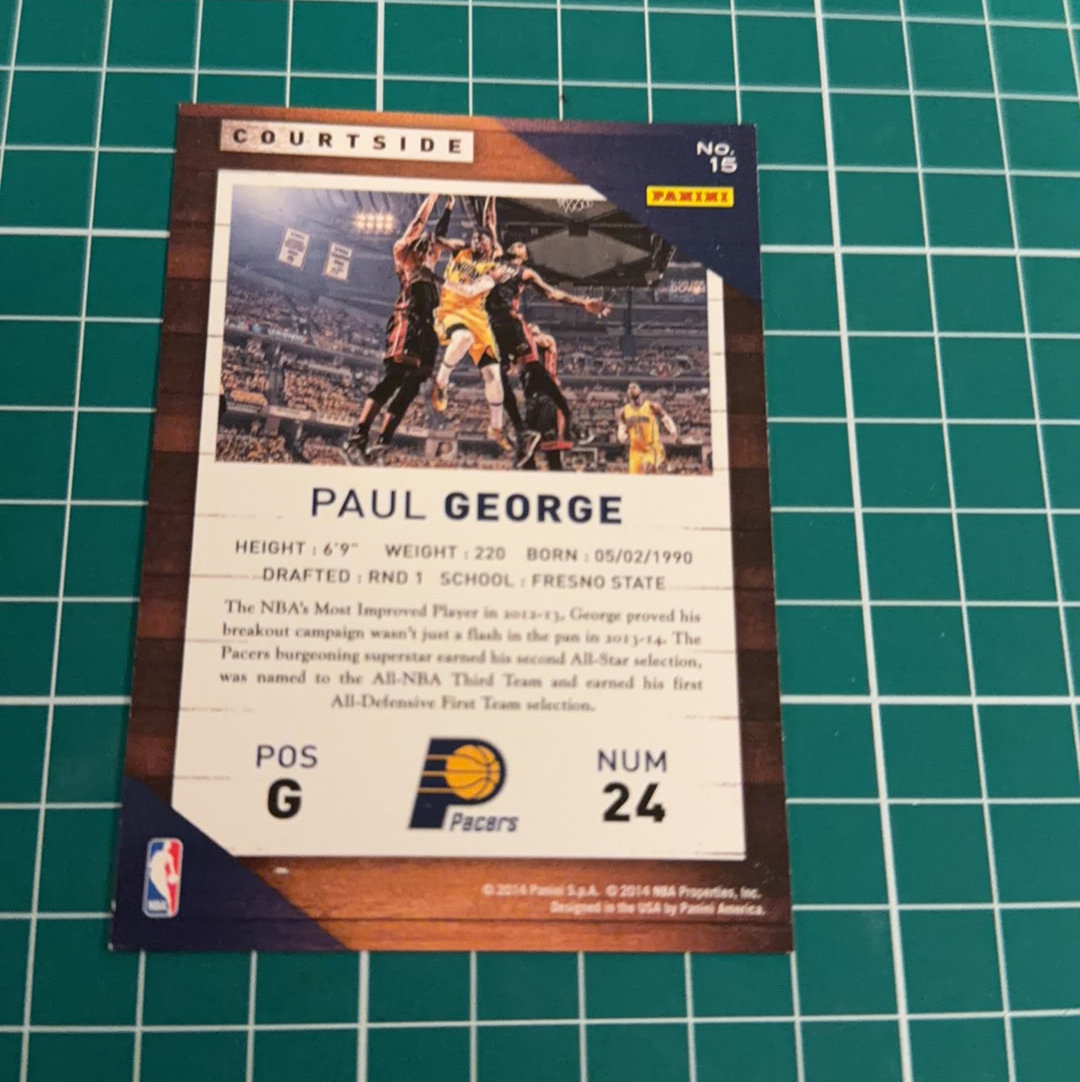 COURTSIDE
No.
15
PANINI
PAUL GEORGE
HEIGHT : 6'9" WEIGHT : 220 BORN : 05/02/1990
DRAFTED : RND 1 SCHOOL : FRESNO STATE
The NBA's Most Improved Player in 2012-13, George proved his
breakout campaign wasn't just a flash in the pan in 2013-14. The
Pacers burgeoning superstar earned his second All-Star selection,
was named to the All-NBA Third Team and earned his first
All-Defensive First Team selection.
POS
G
Pacers
NUM
24
NBA
© 2014 Panini S.p.A. © 2014 NBA Properties, Inc.
Designed in the USA by Panini America.